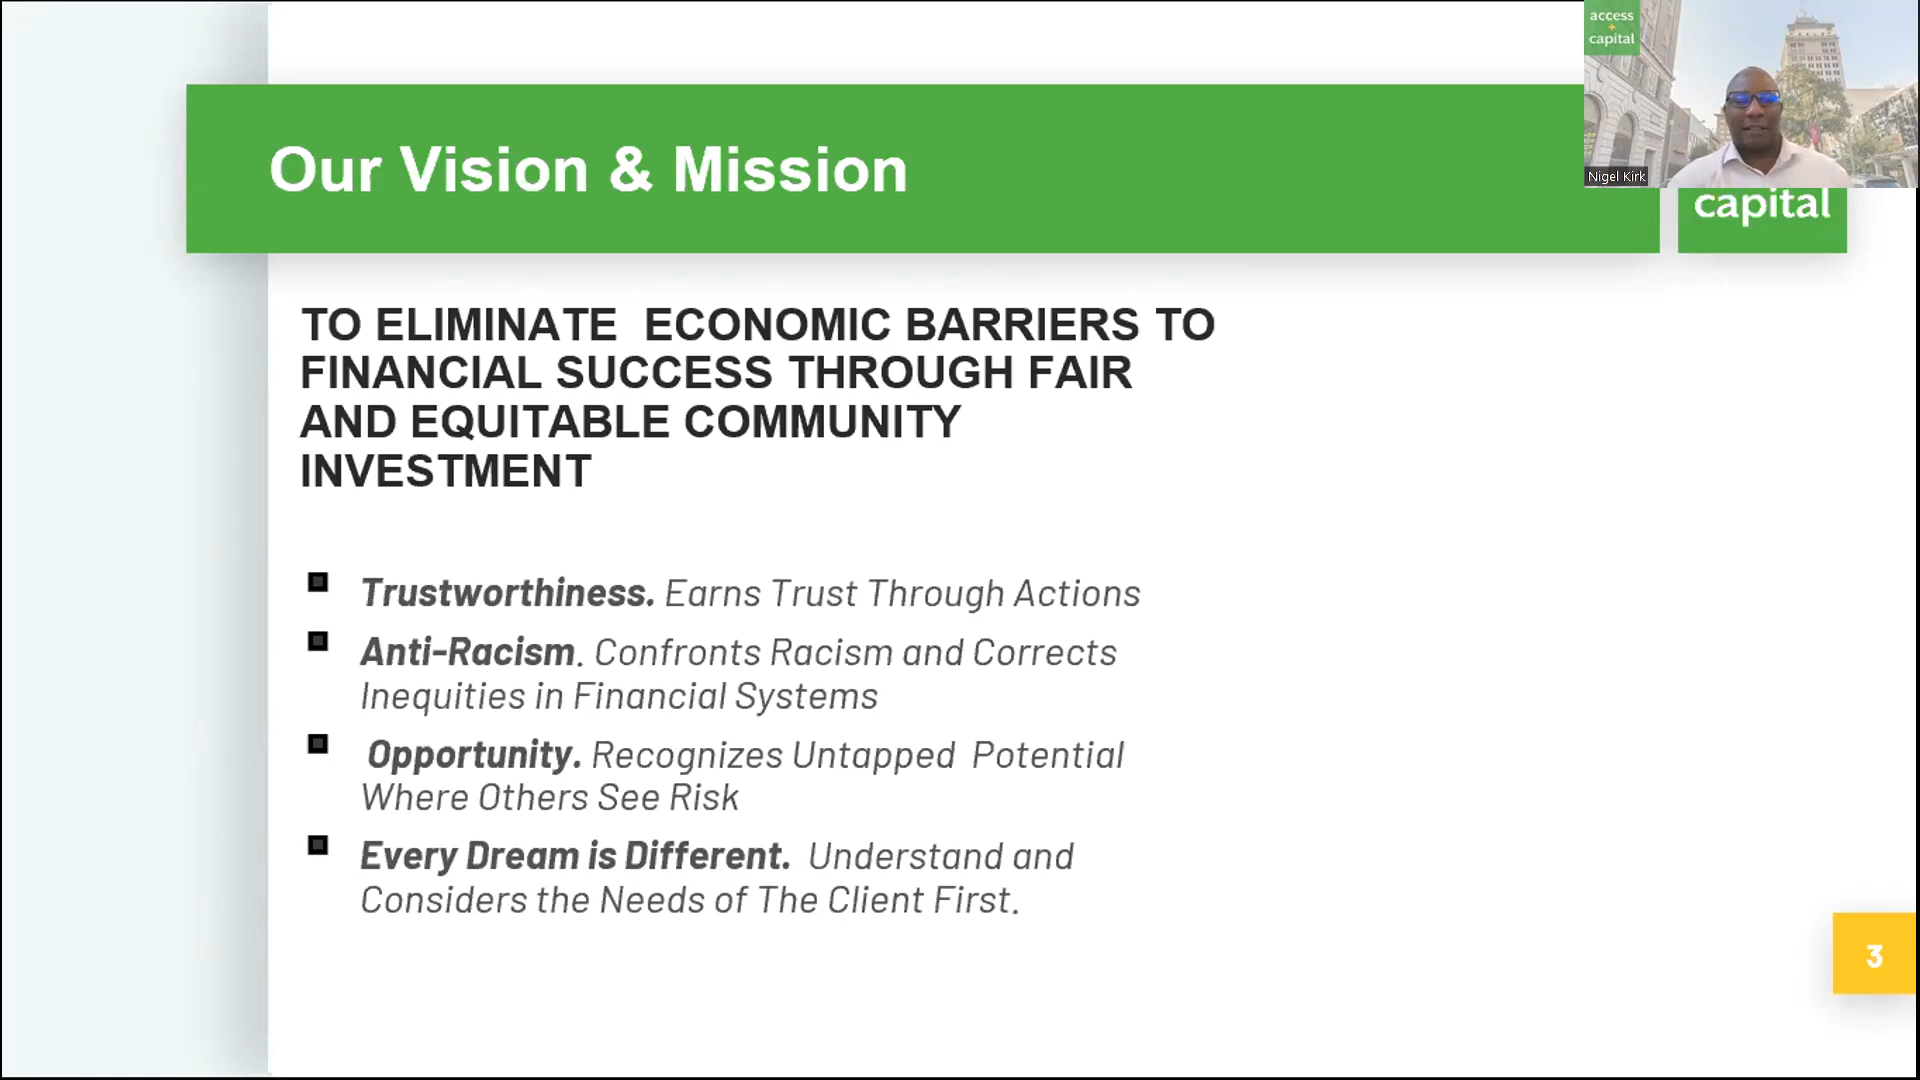 access
+
capital
Nigel Kirk
Our Vision & Mission
capital
TO ELIMINATE  ECONOMIC BARRIERS TO
FINANCIAL SUCCESS THROUGH FAIR
AND EQUITABLE COMMUNITY
INVESTMENT
Trustworthiness. Earns Trust Through Actions
Anti-Racism. Confronts Racism and Corrects
Inequities in Financial Systems
Opportunity. Recognizes Untapped  Potential
Where Others See Risk
Every Dream is Different.  Understand and
Considers the Needs of The Client First.
3